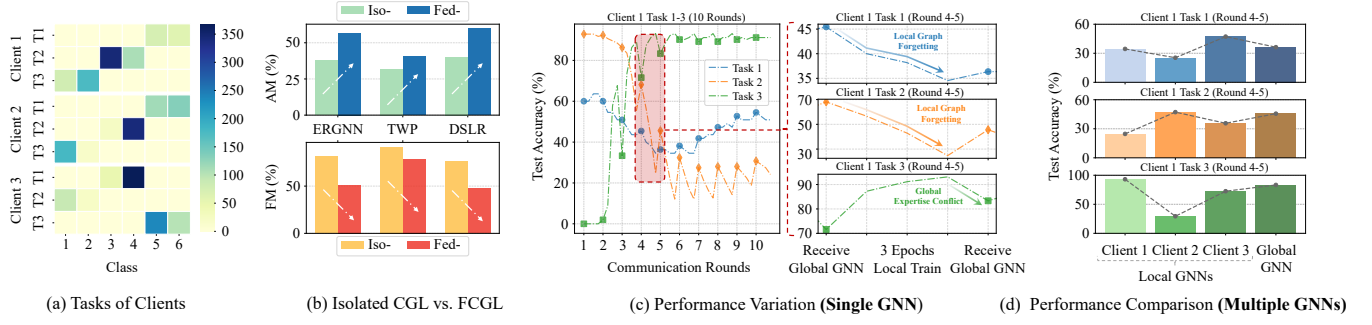 Client 1
Client 2
Client 3
T1
T2
T3
T1
T2
T3
T1
T2
T3
1 2 3 4 5 6
Class
300
250
200
150
100
50
0
(a) Tasks of Clients
Iso- Fed-
AM (%)
50%
25%
ERGNN TWP DSLR
FM (%)
50%
0
Iso- Fed-
(b) Isolated CGL vs. FCGL
Client 1 Task 1-3 (10 Rounds)
Test Accuracy (%)
80
60
40
20
0
Task 1
Task 2
Task 3
1 2 3 4 5 6 7 8 9 10
Communication Rounds
Client 1 Task 1 (Round 4-5)
45
40
35
Local Graph
Forgetting
Client 1 Task 2 (Round 4-5)
70
50
30
Local Graph
Forgetting
Client 1 Task 3 (Round 4-5)
90
80
70
Global
Expertise Conflict
Receive
Global GNN
3 Epochs
Local Train
Receive
Global GNN
(c) Performance Variation (Single GNN)
Client 1 Task 1 (Round 4-5)
60
30
0
Client 1 Task 2 (Round 4-5)
60
30
0
Client 1 Task 3 (Round 4-5)
100
50
0
Test Accuracy (%)
Client 1 Client 2 Client 3 Global
GNN
Local GNNs
(d) Performance Comparison (Multiple GNNs)